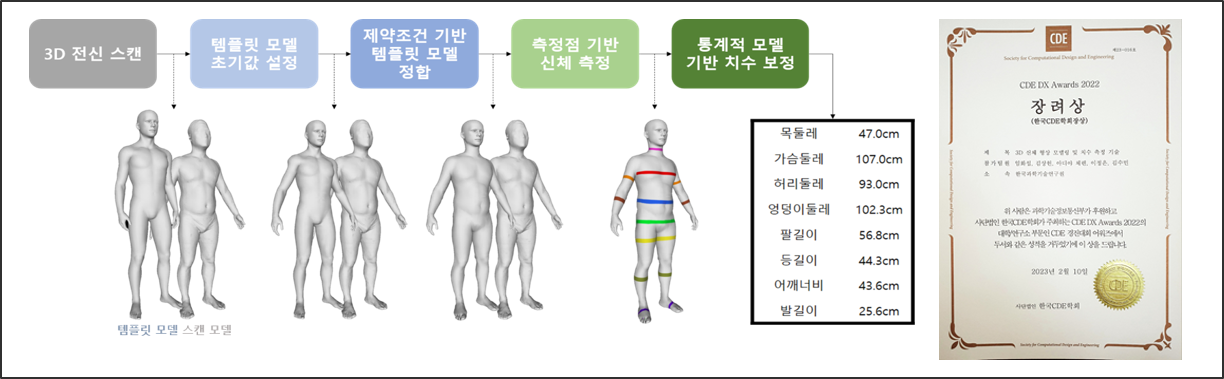 3D 전신 스캔
템플릿 모델
초기값 설정
제약조건 기반
템플릿 모델
정합
측정점 기반
신체 측정
통계적 모델
기반 치수 보정
템플릿 모델 스캔 모델
목둘레 47.0cm
가슴둘레 107.0cm
허리둘레 93.0cm
엉덩이둘레 102.3cm
팔길이 56.8cm
등길이 44.3cm
어깨너비 43.6cm
발길이 25.6cm
CDE
Society for Computational Design and Engineering
CDE DX Awards 2022
장려상
(한국CDE학회장상)
제 목 3D 인체 형상 모델링 및 치수 측정 기술
소 속 한국과학기술연구원
위 사람은 과학기술정보통신부가 후원하고
사단법인 한국CDE학회가 주최하는 CDE DX Awards 2022의
대학/연구소 부문인 CDE 경진대회 어워즈에서
두서와 같은 성적을 거두었기에 이 상을 드립니다.
2023년 2월 10일
사단법인 한국CDE학회
CDE
Society for Computational Design and Engineering